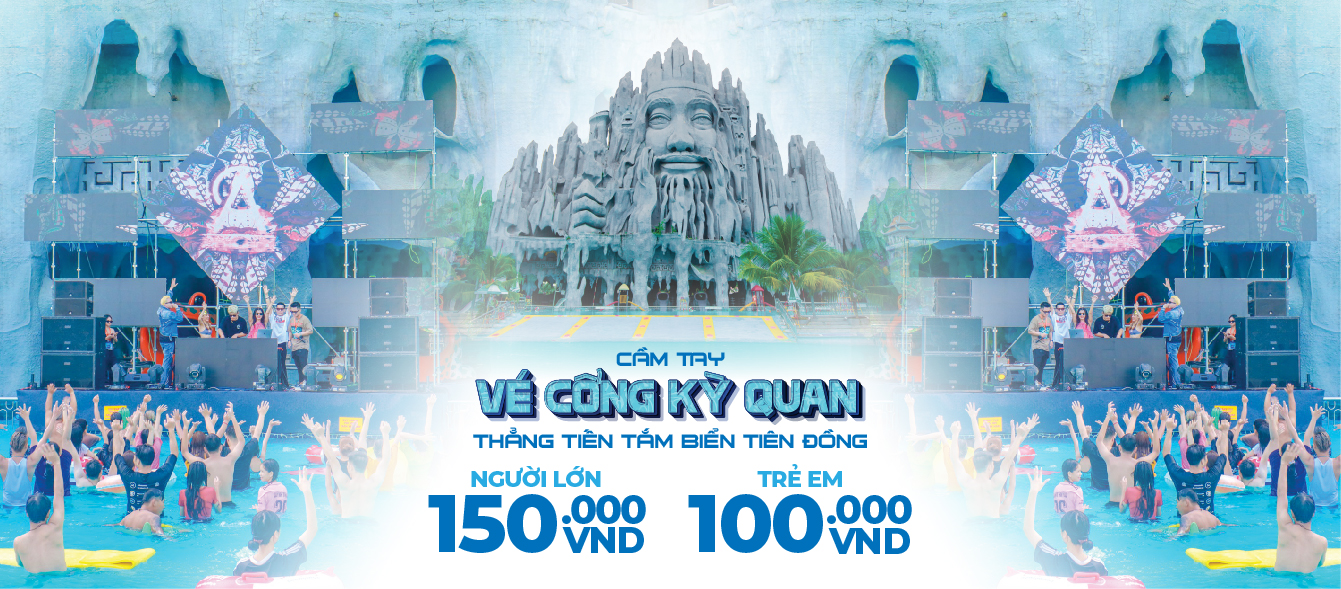 CẦM TAY
VÉ CỔNG KỲ QUAN
THẲNG TIẾN TẮM BIỂN TIÊN ĐỒNG
NGƯỜI LỚN
150.000 VND
TRẺ EM
100.000 VND